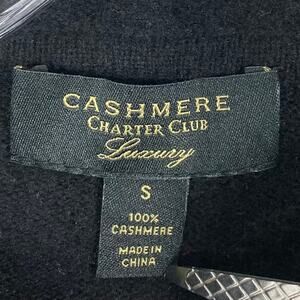 CASHMERE
CHARTER CLUB
Luxury
S
100%
CASHMERE
MADE IN
CHINA